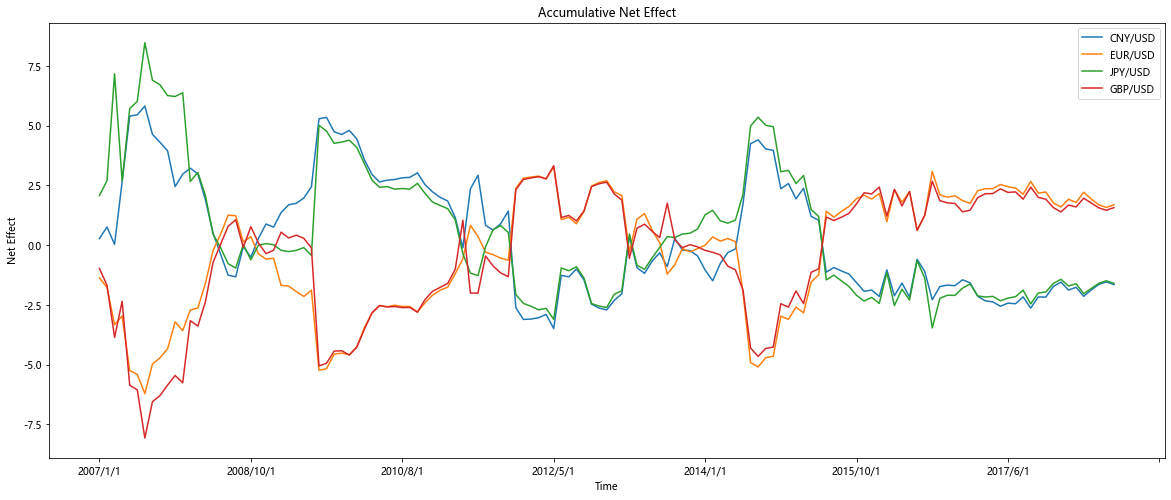 Accumulative Net Effect
CNY/USD
EUR/USD
JPY/USD
GBP/USD
Net Effect
7.5
5.0
2.5
0.0
-2.5
-5.0
-7.5
2007/1/1
2008/10/1
2010/8/1
2012/5/1
2014/1/1
2015/10/1
2017/6/1
Time